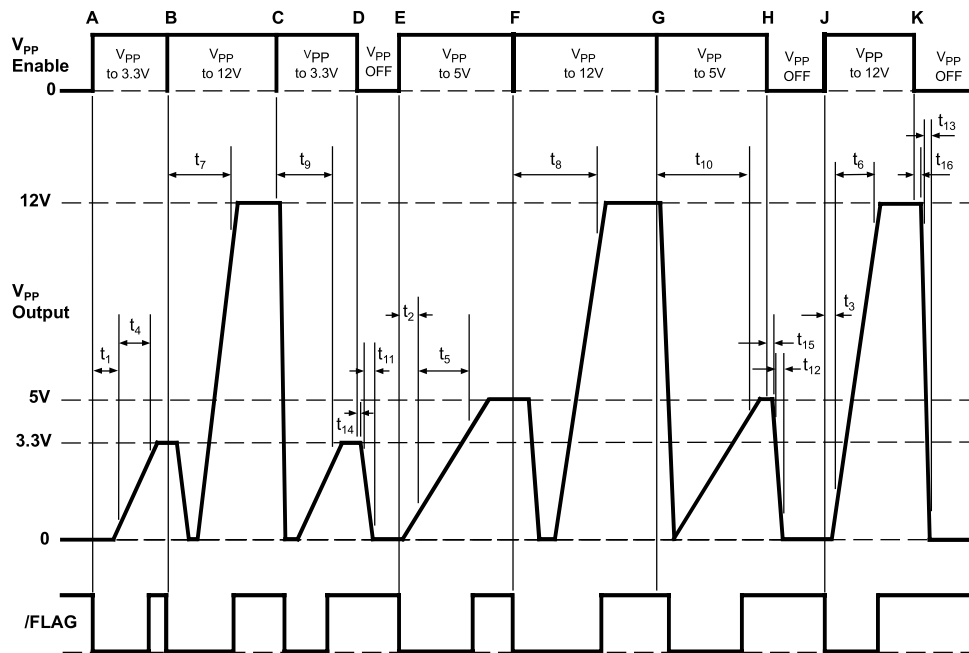 A B C D E F G H J K
VPP
Enable
VPP
to 3.3V
VPP
to 12V
VPP
to 3.3V
VPP
OFF
VPP
to 5V
VPP
to 12V
VPP
to 5V
VPP
OFF
VPP
to 12V
VPP
OFF
0
t13
t7 t9 t8 t10 t6 t16
12V
VPP
Output
t1 t4 t11 t2 t5 t3 t15 t12
5V
t14
3.3V
0
/FLAG